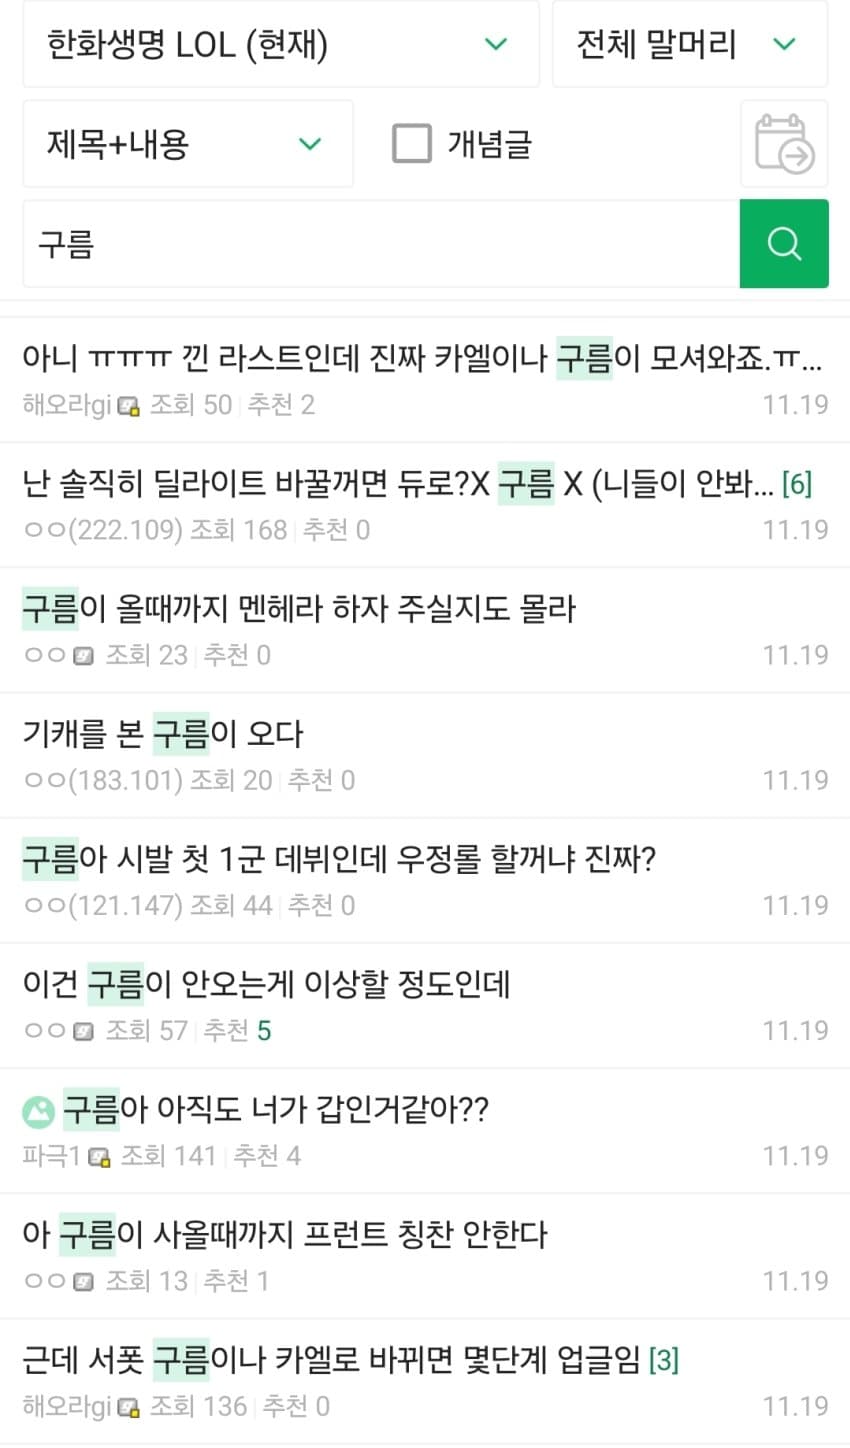 한화생명 LOL (현재)
전체 말머리
제목+내용
개념글
구름
아니 ㅠㅠㅠ 낀 라스트인데 진짜 카엘이나 구름이 모셔와죠.ㅠ...
해오라gi 조회 50 추천 2 11.19
난 솔직히 딜라이트 바꿀꺼면 듀로?X 구름 X (니들이 안봐... [6]
ㅇㅇ(222.109) 조회 168 추천 0 11.19
구름이 올때까지 멘헤라 하자 주실지도 몰라
ㅇㅇ 조회 23 추천 0 11.19
기캐를 본 구름이 오다
ㅇㅇ(183.101) 조회 20 추천 0 11.19
구름아 시발 첫 1군 데뷔인데 우정롤 할꺼냐 진짜?
ㅇㅇ(121.147) 조회 44 추천 0 11.19
이건 구름이 안오는게 이상할 정도인데
ㅇㅇ 조회 57 추천 5 11.19
구름아 아직도 너가 갑인거같아??
파극1 조회 141 추천 4 11.19
아 구름이 사올때까지 프런트 칭찬 안한다
ㅇㅇ 조회 13 추천 1 11.19
근데 서폿 구름이나 카엘로 바뀌면 몇단계 업글임 [3]
해오라gi 조회 136 추천 0 11.19